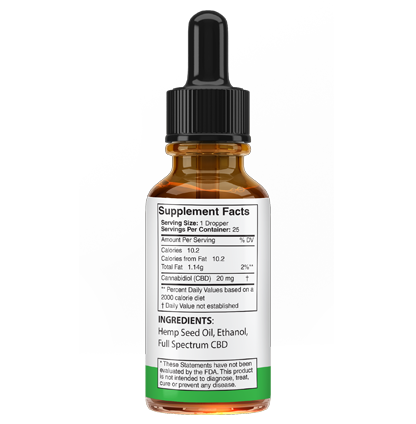 Supplement Facts
Serving Size: 1 Dropper
Servings Per Container: 25
Amount Per Serving % DV
Calories 10.2
Calories from Fat 10.2
Total Fat 1.14g 2%**
Cannabidiol (CBD) 20 mg †
** Percent Daily Values based on a
2000 calorie diet
† Daily Value not established
INGREDIENTS:
Hemp Seed Oil, Ethanol,
Full Spectrum CBD
* These Statements have not been
evaluated by the FDA. This product
is not intended to diagnose, treat,
cure or prevent any disease.